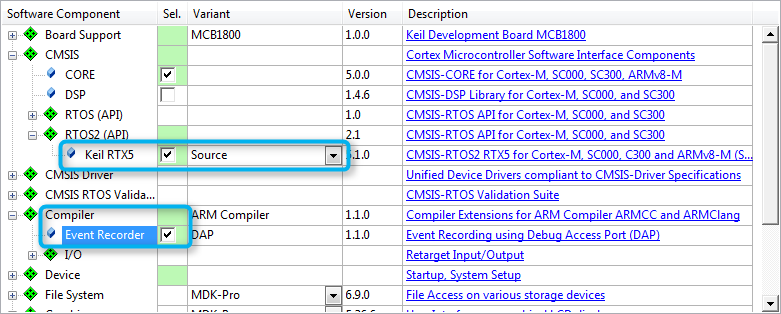 Software Component Sel. Variant Version Description
Board Support MCB1800 1.0.0 Keil Development Board MCB1800
CMSIS Cortex Microcontroller Software Interface Components
CORE 5.0.0 CMSIS-CORE for Cortex-M, SC000, SC300, ARMv8-M
DSP 1.4.6 CMSIS-DSP Library for Cortex-M, SC000, and SC300
RTOS (API) 1.0 CMSIS-RTOS API for Cortex-M, SC000, and SC300
RTOS2 (API) 2.1 CMSIS-RTOS API for Cortex-M, SC000, and SC300
Keil RTX5 Source 5.1.0 CMSIS-RTOS2 RTX5 for Cortex-M, SC000, C300 and ARMv8-M (S...
CMSIS Driver Unified Device Drivers compliant to CMSIS-Driver Specifications
CMSIS RTOS Valida... CMSIS-RTOS Validation Suite
Compiler ARM Compiler 1.1.0 Compiler Extensions for ARM Compiler ARMCC and ARMClang
Event Recorder DAP 1.1.0 Event Recording using Debug Access Port (DAP)
I/O Retarget Input/Output
Device Startup, System Setup
File System MDK-Pro 6.9.0 File Access on various storage devices